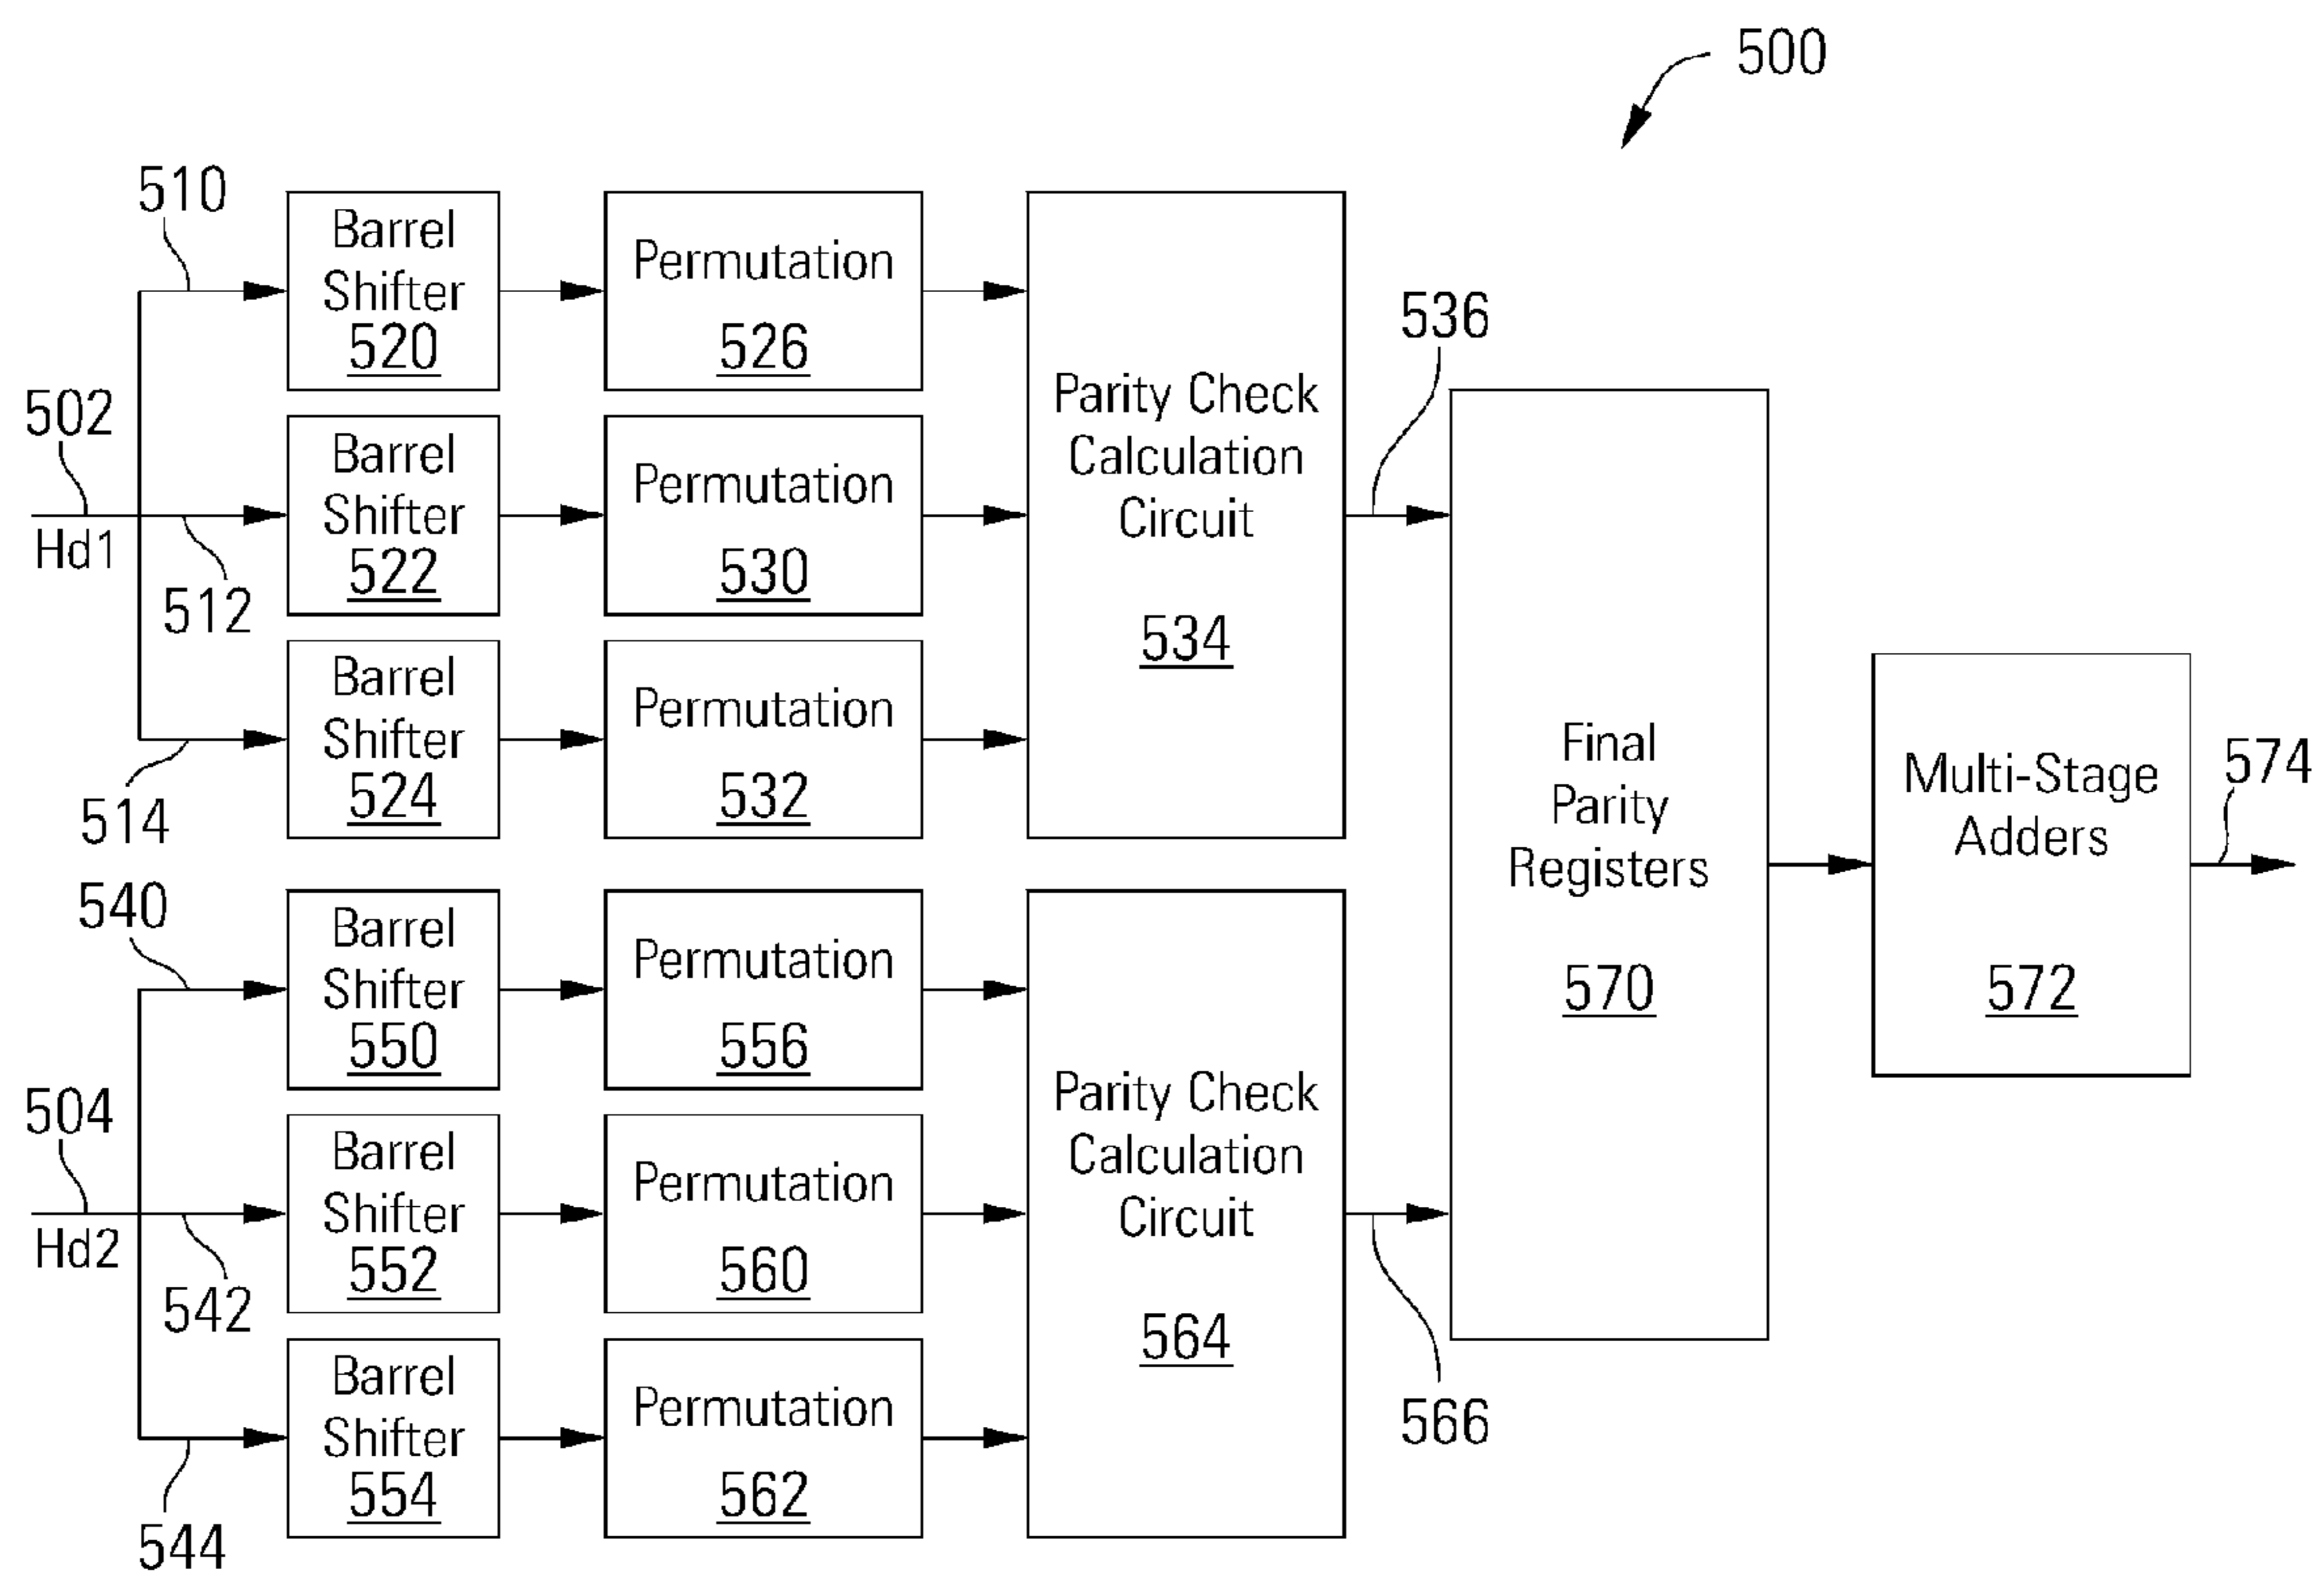 500
510
Barrel
Shifter
520
Permutation
526
502
Hd1
512
Barrel
Shifter
522
Permutation
530
514
Barrel
Shifter
524
Permutation
532
Parity Check
Calculation
Circuit
534
536
540
Barrel
Shifter
550
Permutation
556
504
Hd2
542
Barrel
Shifter
552
Permutation
560
544
Barrel
Shifter
554
Permutation
562
Parity Check
Calculation
Circuit
564
566
Final
Parity
Registers
570
Multi-Stage
Adders
572
574